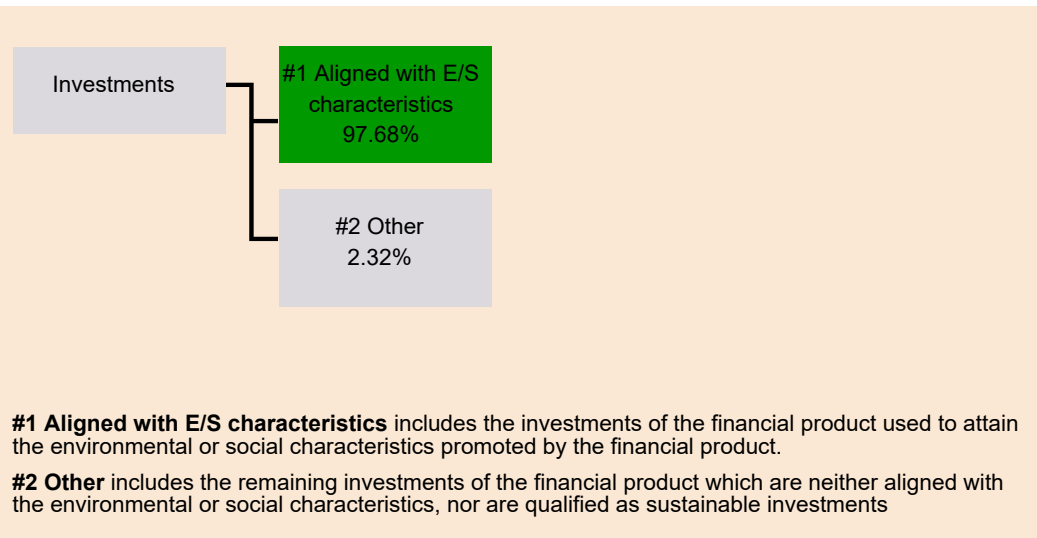 Investments
#1 Aligned with E/S
characteristics
97.68%
#2 Other
2.32%
#1 Aligned with E/S characteristics includes the investments of the financial product used to attain
the environmental or social characteristics promoted by the financial product.
#2 Other includes the remaining investments of the financial product which are neither aligned with
the environmental or social characteristics, nor are qualified as sustainable investments